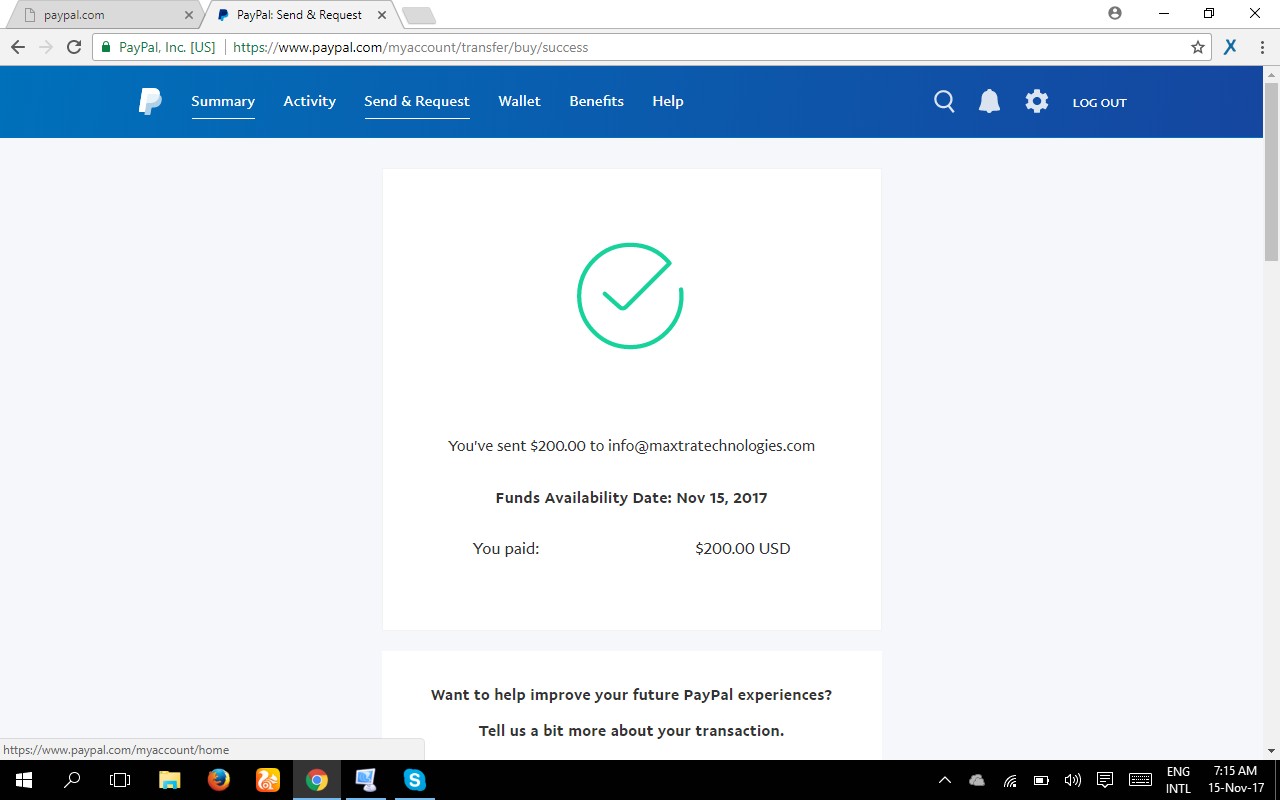 paypal.com
PayPal: Send & Request
PayPal, Inc. [US]
https://www.paypal.com/myaccount/transfer/buy/success
Summary
Activity
Send & Request
Wallet
Benefits
Help
LOG OUT
You've sent $200.00 to info@maxtratechnologies.com
Funds Availability Date: Nov 15, 2017
You paid: $200.00 USD
Want to help improve your future PayPal experiences?
Tell us a bit more about your transaction.
https://www.paypal.com/myaccount/home
ENG
INTL
7:15 AM
15-Nov-17